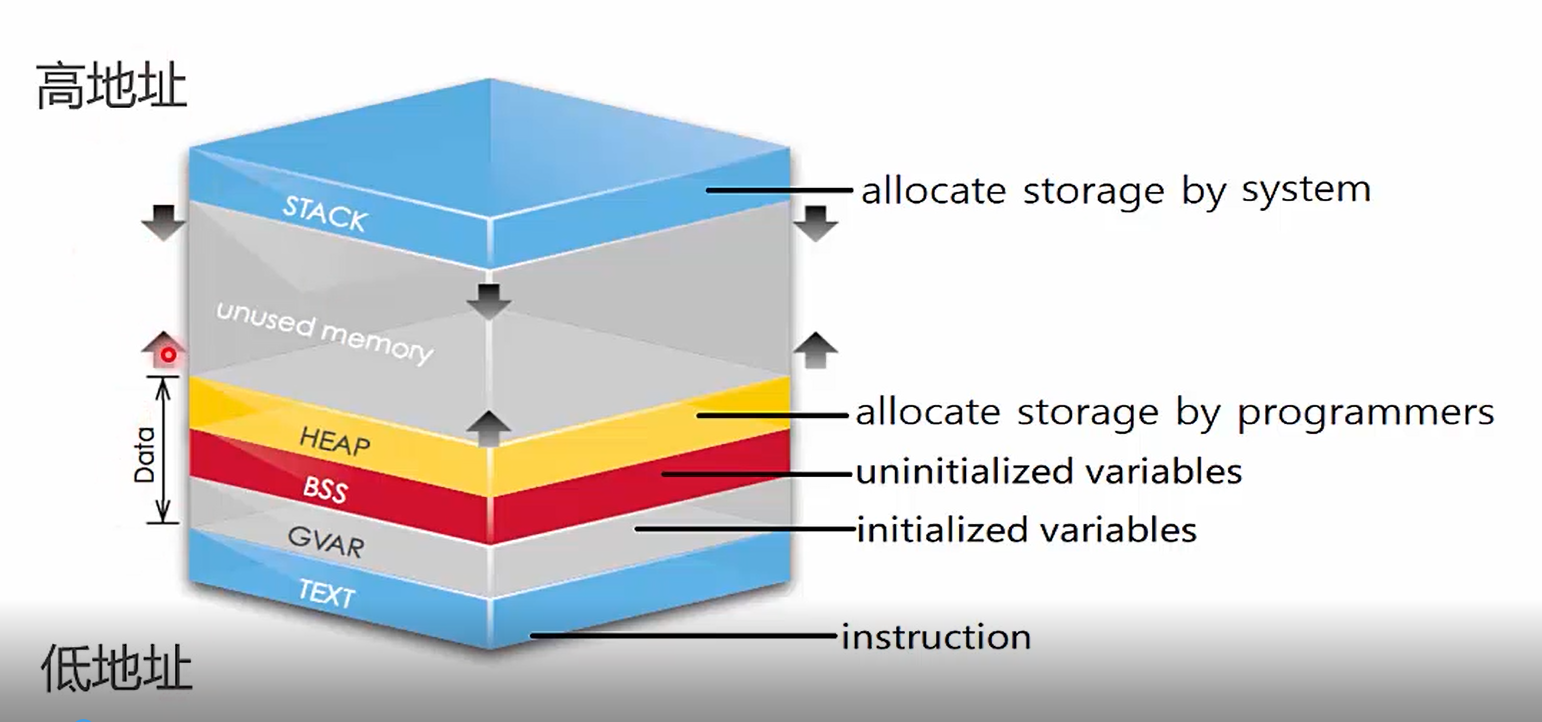 高地址
STACK
allocate storage by system
unused memory
Data
HEAP
allocate storage by programmers
BSS
uninitialized variables
GVAR
initialized variables
TEXT
instruction
低地址